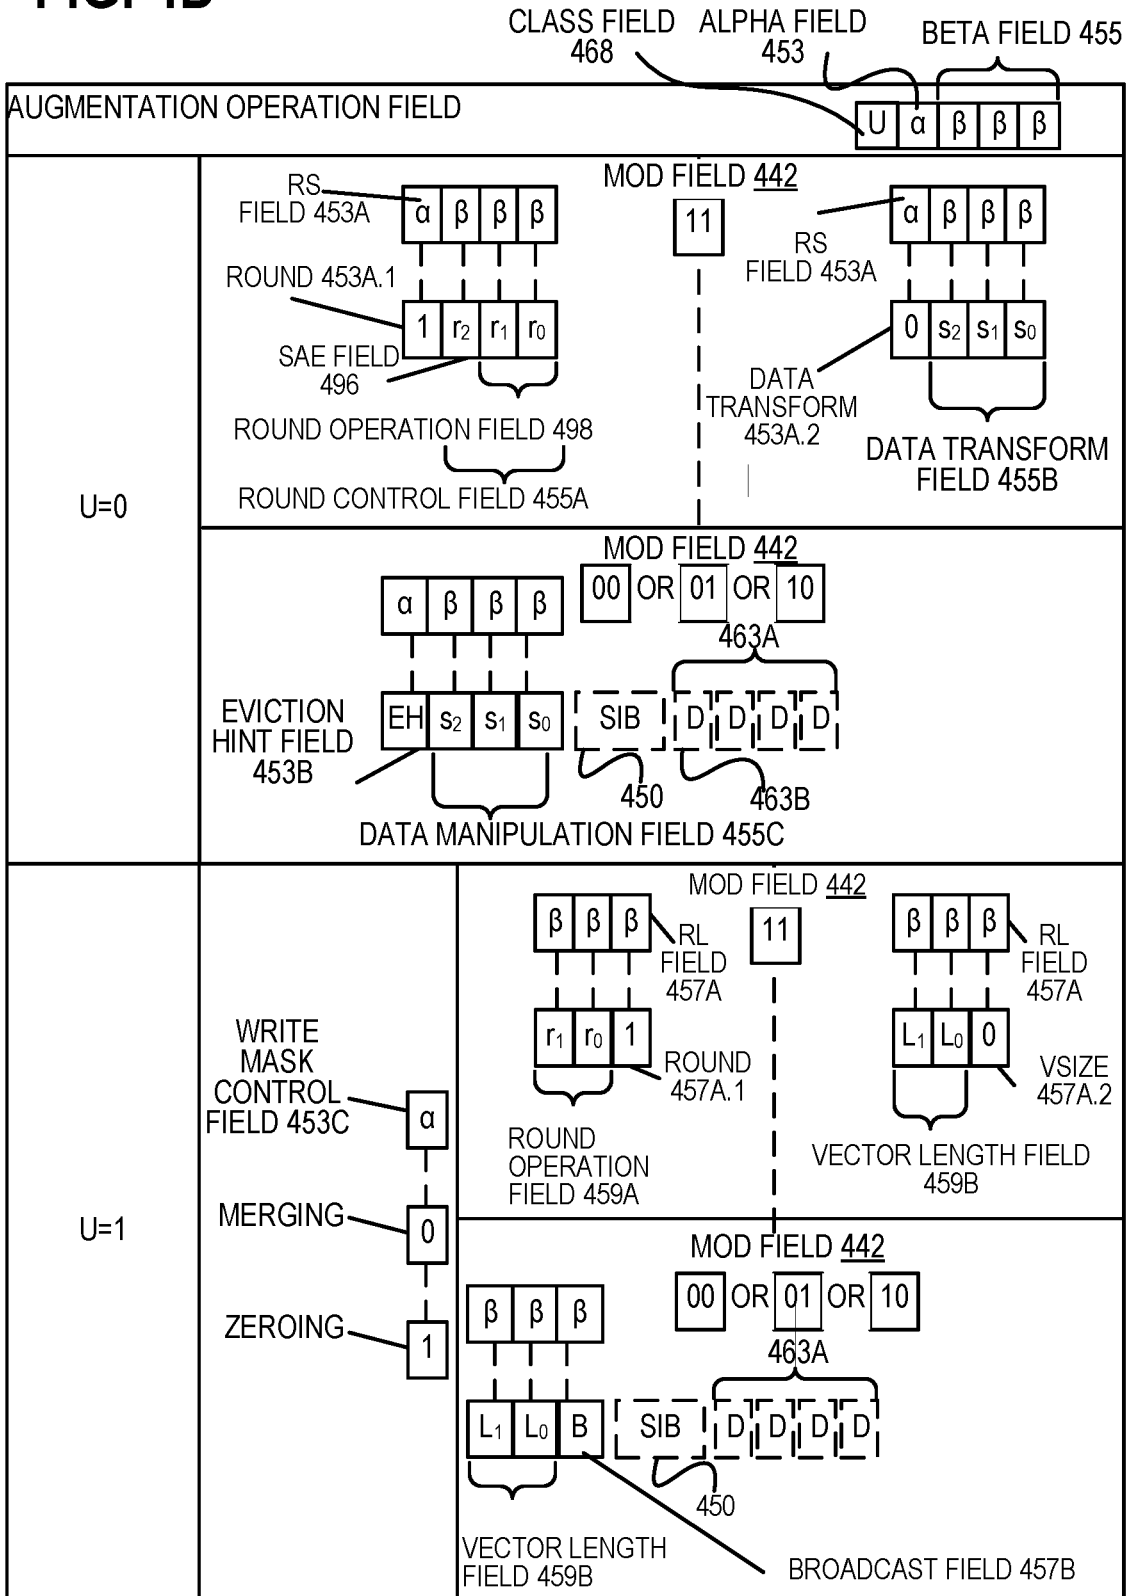 CLASS FIELD
468
ALPHA FIELD
453
BETA FIELD 455
AUGMENTATION OPERATION FIELD
U α β β β
U=0
MOD FIELD 442
11
RS
FIELD 453A
α β β β
ROUND 453A.1
1 r2 r1 r0
SAE FIELD
496
ROUND OPERATION FIELD 498
ROUND CONTROL FIELD 455A
α β β β
RS
FIELD 453A
0 s2 s1 s0
DATA
TRANSFORM
453A.2
DATA TRANSFORM
FIELD 455B
MOD FIELD 442
00 OR 01 OR 10
α β β β
463A
EVICTION
HINT FIELD
453B
EH s2 s1 s0 SIB D D D D
450
463B
DATA MANIPULATION FIELD 455C
U=1
WRITE
MASK
CONTROL
FIELD 453C
α
MERGING
0
ZEROING
1
MOD FIELD 442
11
β β β
RL
FIELD
457A
r1 r0 1
ROUND
457A.1
ROUND
OPERATION
FIELD 459A
β β β
RL
FIELD
457A
L1 L0 0
VSIZE
457A.2
VECTOR LENGTH FIELD
459B
MOD FIELD 442
00 OR 01 OR 10
β β β
463A
L1 L0 B SIB D D D D
450
VECTOR LENGTH
FIELD 459B
BROADCAST FIELD 457B